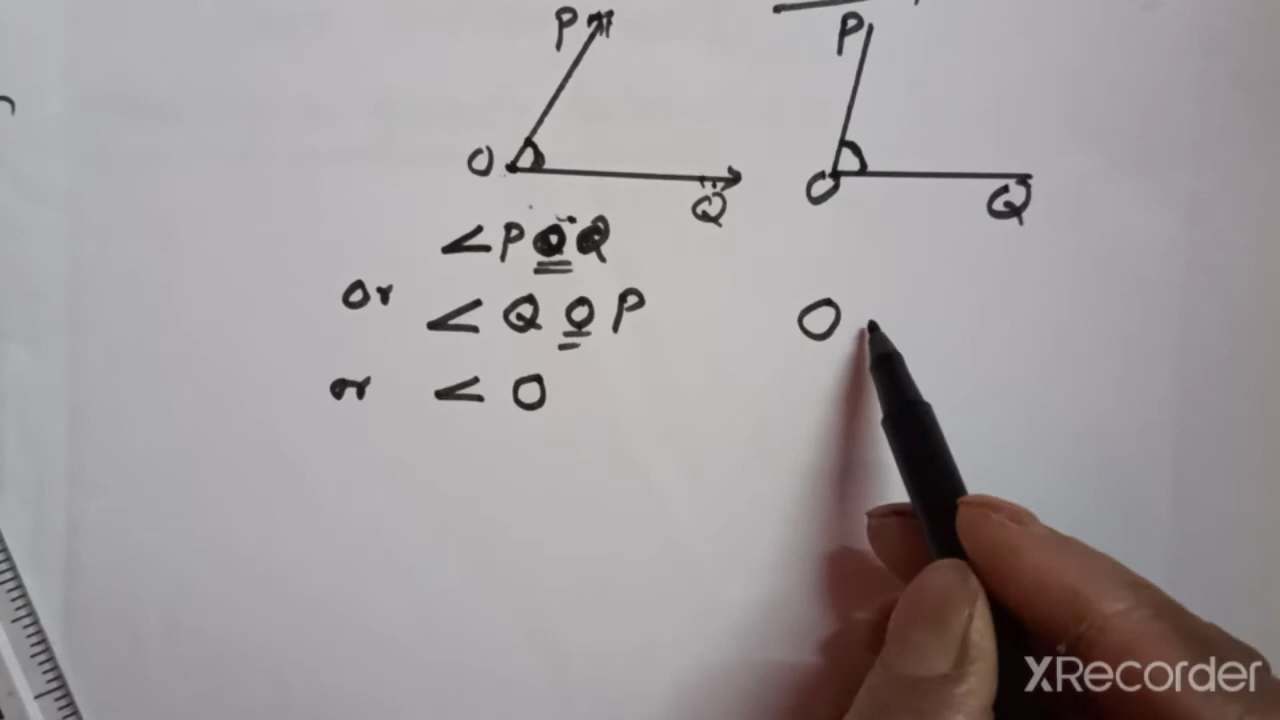 P P
O Q O Q
<POQ
or <QOP O
or <O
XRecorder